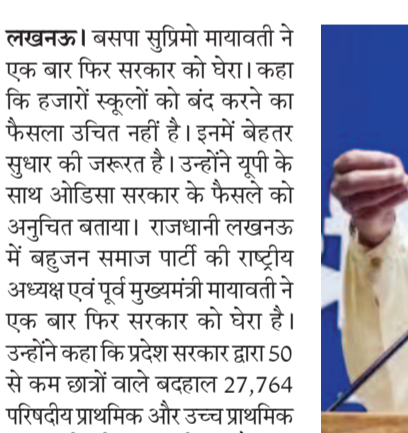 लखनऊ। बसपा सुप्रिमो मायावती ने
एक बार फिर सरकार को घेरा। कहा
कि हजारों स्कूलों को बंद करने का
फैसला उचित नहीं है। इनमें बेहतर
सुधार की जरूरत है। उन्होंने यूपी के
साथ ओडिसा सरकार के फैसले को
अनुचित बताया। राजधानी लखनऊ
में बहुजन समाज पार्टी की राष्ट्रीय
अध्यक्ष एवं पूर्व मुख्यमंत्री मायावती ने
एक बार फिर सरकार को घेरा है।
उन्होंने कहा कि प्रदेश सरकार द्वारा 50
से कम छात्रों वाले बदहाल 27,764
परिषदीय प्राथमिक और उच्च प्राथमिक